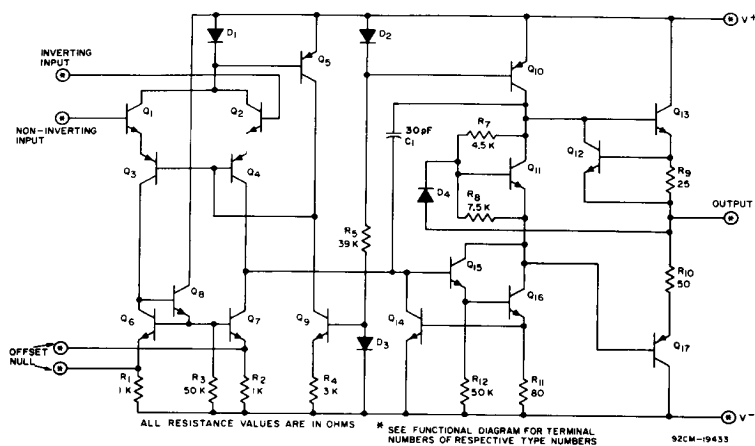 V+
D1
D2
Q5
INVERTING
INPUT
Q10
Q1
Q2
Q13
NON-INVERTING
INPUT
30 pF
C1
R7
4.5 K
Q12
Q3
Q4
Q11
R9
25
D4
R8
7.5 K
OUTPUT
R5
39 K
R10
50
Q15
Q8
Q6
Q7
Q9
Q14
Q16
Q17
OFFSET
NULL
D3
R1
1 K
R3
50 K
R2
1K
R4
3 K
R12
50 K
R11
80
V-
ALL RESISTANCE VALUES ARE IN OHMS
* SEE FUNCTIONAL DIAGRAM FOR TERMINAL
NUMBERS OF RESPECTIVE TYPE NUMBERS
92CM-19433